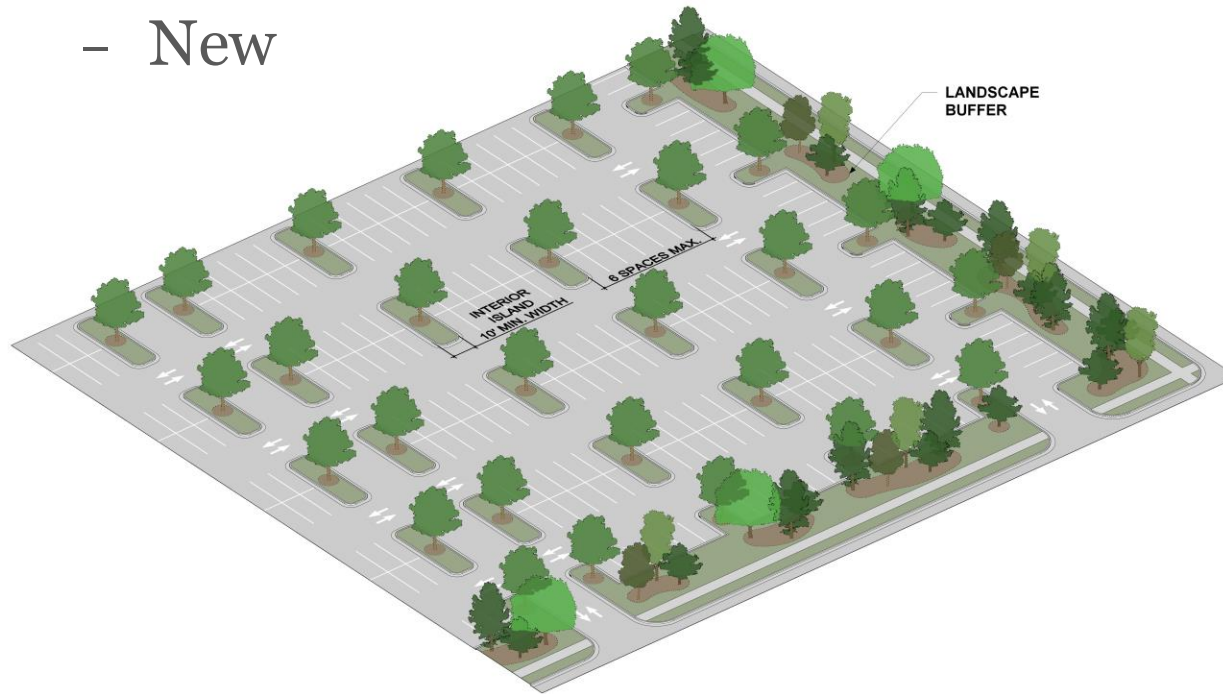 – New
LANDSCAPE
BUFFER
6 SPACES MAX.
INTERIOR
ISLAND
10' MIN. WIDTH